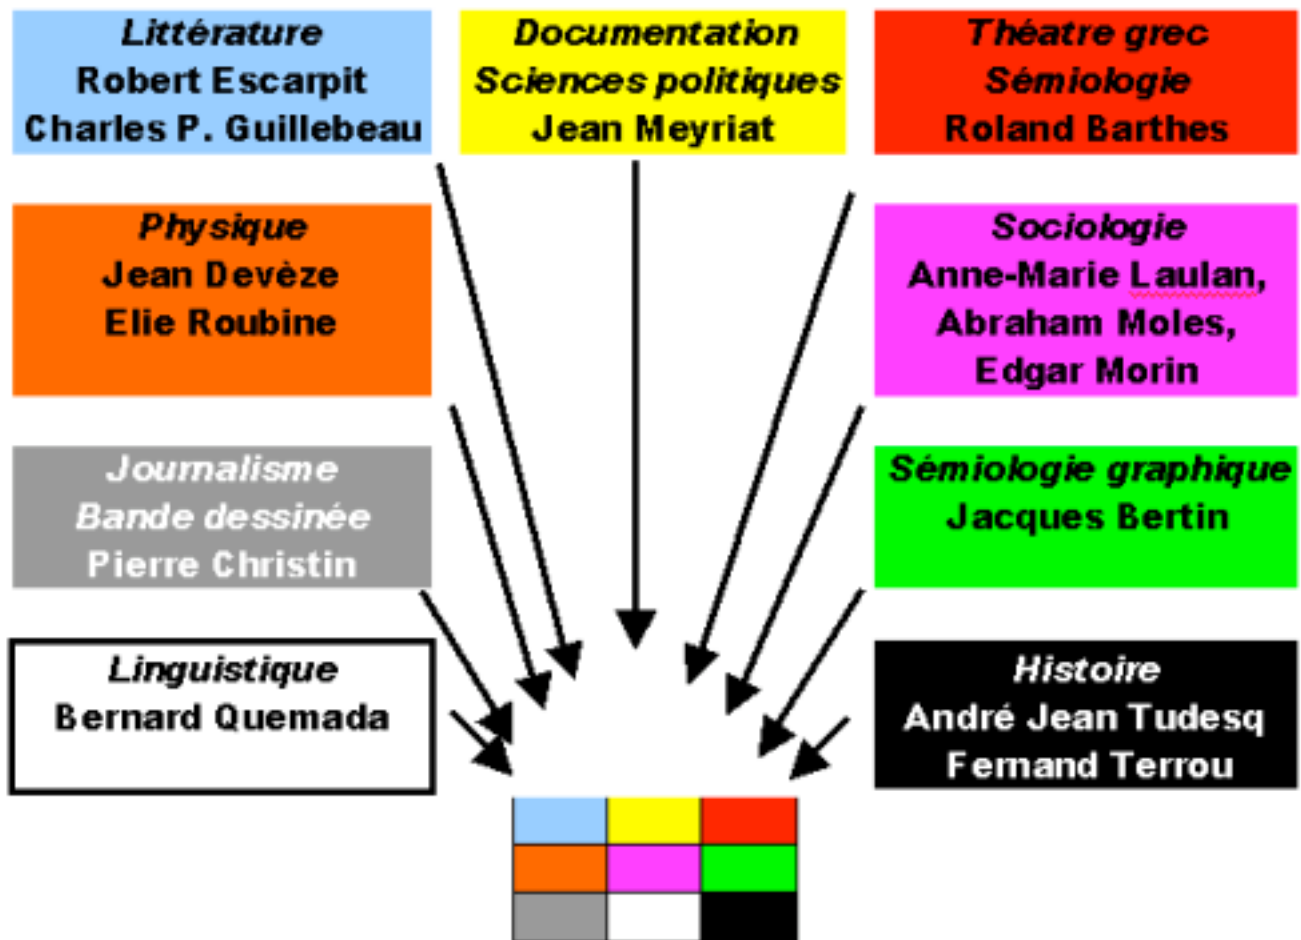 Littérature
Robert Escarpit
Charles P. Guillebeau
Documentation
Sciences politiques
Jean Meyriat
Théatre grec
Sémiologie
Roland Barthes
Physique
Jean Devèze
Elie Roubine
Sociologie
Anne-Marie Laulan,
Abraham Moles,
Edgar Morin
Journalisme
Bande dessinée
Pierre Christin
Sémiologie graphique
Jacques Bertin
Linguistique
Bernard Quemada
Histoire
André Jean Tudesq
Fernand Terrou